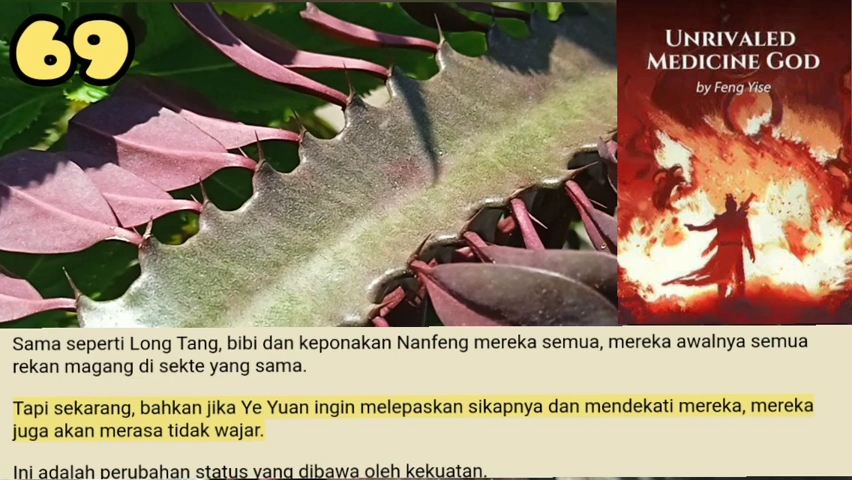 69
UNRIVALED
MEDICINE GOD
by Feng Yise
Sama seperti Long Tang, bibi dan keponakan Nanfeng mereka semua, mereka awalnya semua
rekan magang di sekte yang sama.
Tapi sekarang, bahkan jika Ye Yuan ingin melepaskan sikapnya dan mendekati mereka, mereka
juga akan merasa tidak wajar.
Ini adalah perubahan status yang dibawa oleh kekuatan.